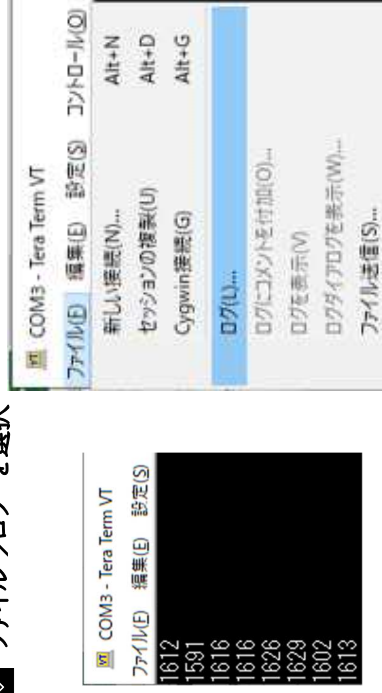 COM3 - Tera Term VT
ファイル(F) 編集(E) 設定(S)
1612
1591
1616
1616
1626
1629
1602
1613
COM3 - Tera Term VT
ファイル(F) 編集(E) 設定(S) コントロール(O)
新しい接続(N)... Alt+N
セッションの複製(U) Alt+D
Cygwin接続(G) Alt+G
ログ(L)...
ログにコメントを付加(O)...
ログを表示(V)
ログダイアログを表示(W)...
ファイル送信(S)...